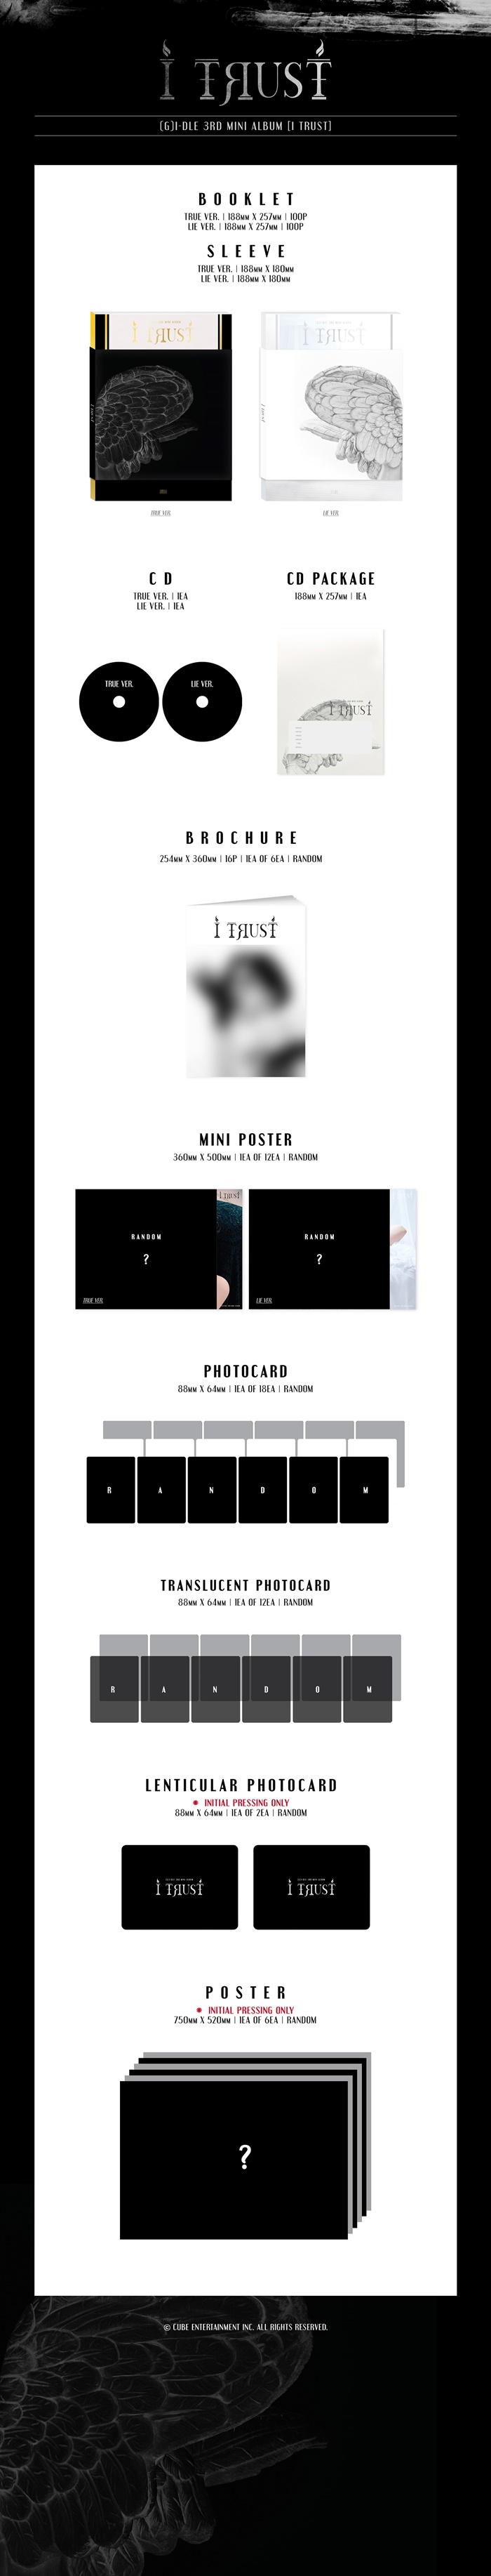 I TRUST
(G)I-DLE 3RD MINI ALBUM [I TRUST]
BOOKLET
TRUE VER. | 188MM X 257MM | 100P
LIE VER. | 188MM X 257MM | 100P
SLEEVE
TRUE VER. | 188MM X 180MM
LIE VER. | 188MM X 180MM
I TRUST
I TRUST
TRUE VER.
LIE VER.
CD
TRUE VER. | 1EA
LIE VER. | 1EA
CD PACKAGE
188MM X 257MM | 1EA
TRUE VER.
LIE VER.
I TRUST
BROCHURE
254MM X 360MM | 16P | 1EA OF 6EA | RANDOM
I TRUST
MINI POSTER
360MM X 500MM | 1EA OF 12EA | RANDOM
I TRUST
RANDOM
?
TRUE VER.
RANDOM
?
LIE VER.
PHOTOCARD
88MM X 64MM | 1EA OF 18EA | RANDOM
R A N D O M
TRANSLUCENT PHOTOCARD
88MM X 64MM | 1EA OF 12EA | RANDOM
R A N D O M
LENTICULAR PHOTOCARD
INITIAL PRESSING ONLY
88MM X 64MM | 1EA OF 2EA | RANDOM
I TRUST
I TRUST
POSTER
INITIAL PRESSING ONLY
750MM X 520MM | 1EA OF 6EA | RANDOM
?
© CUBE ENTERTAINMENT INC. ALL RIGHTS RESERVED.